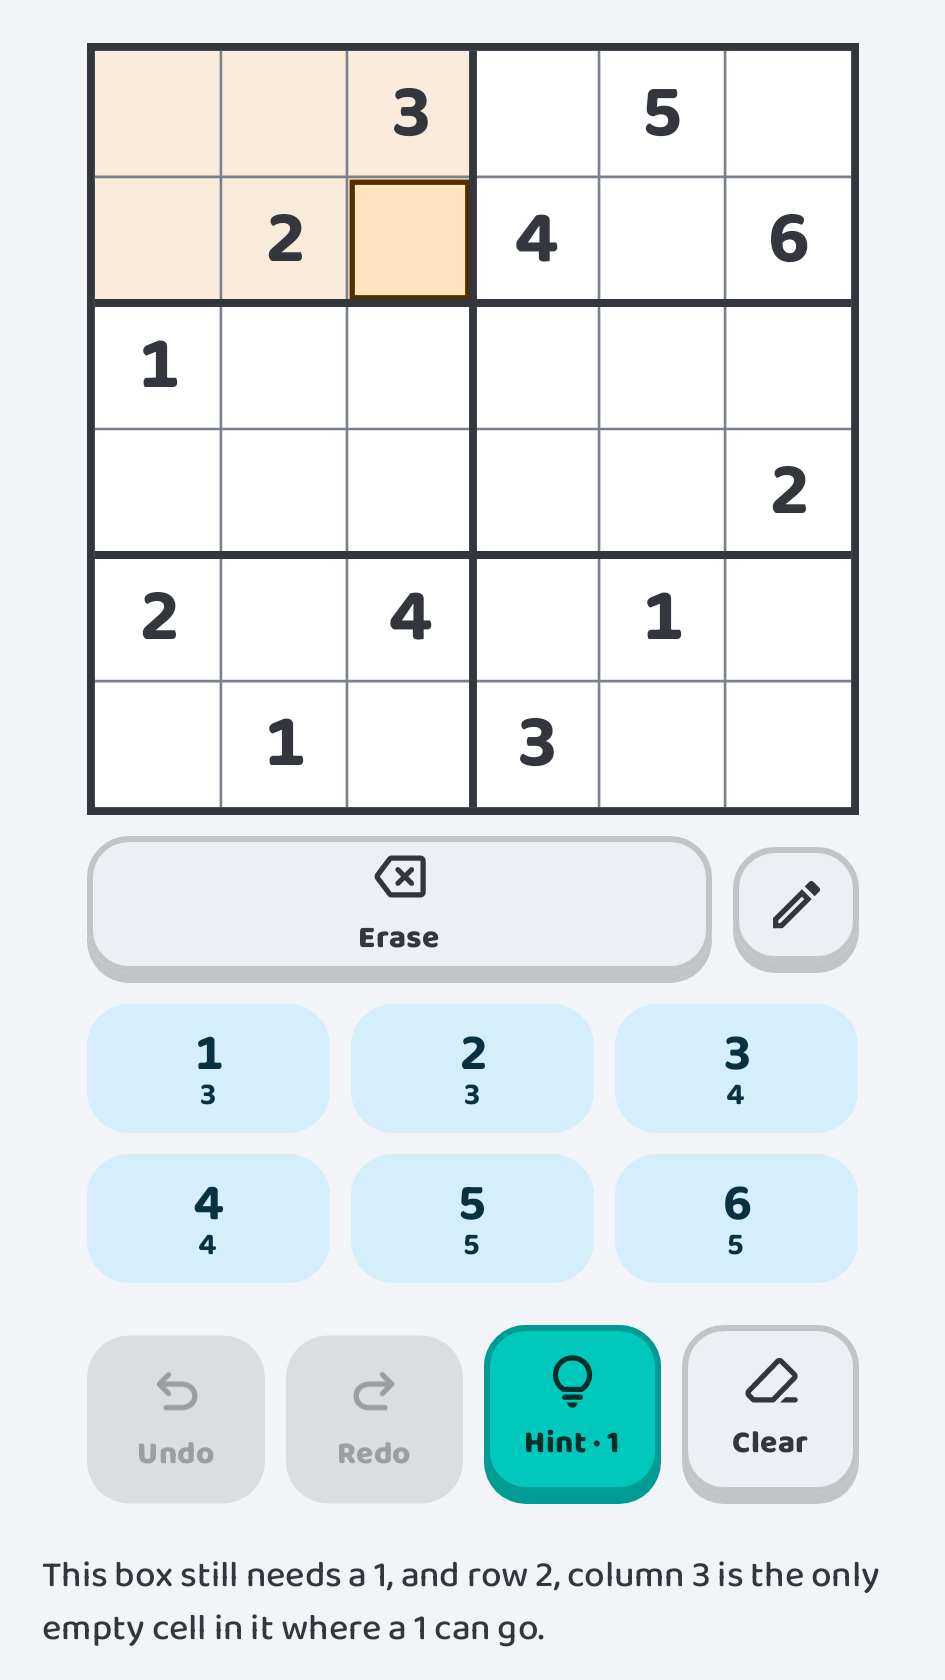 3 5
2 4 6
1
2
2 4 1
1 3
Erase
1 2 3
3 3 4
4 5 6
4 5 5
Undo Redo Hint · 1 Clear
This box still needs a 1, and row 2, column 3 is the only
empty cell in it where a 1 can go.